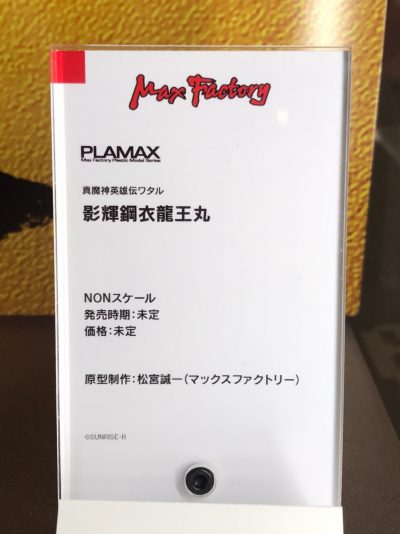 Max Factory
PLAMAX
Max Factory Plastic Model Series
真魔神英雄伝ワタル
影輝鋼衣龍王丸
NONスケール
発売時期：未定
価格：未定
原型制作：松宮誠一（マックスファクトリー）
©SUNRISE・R